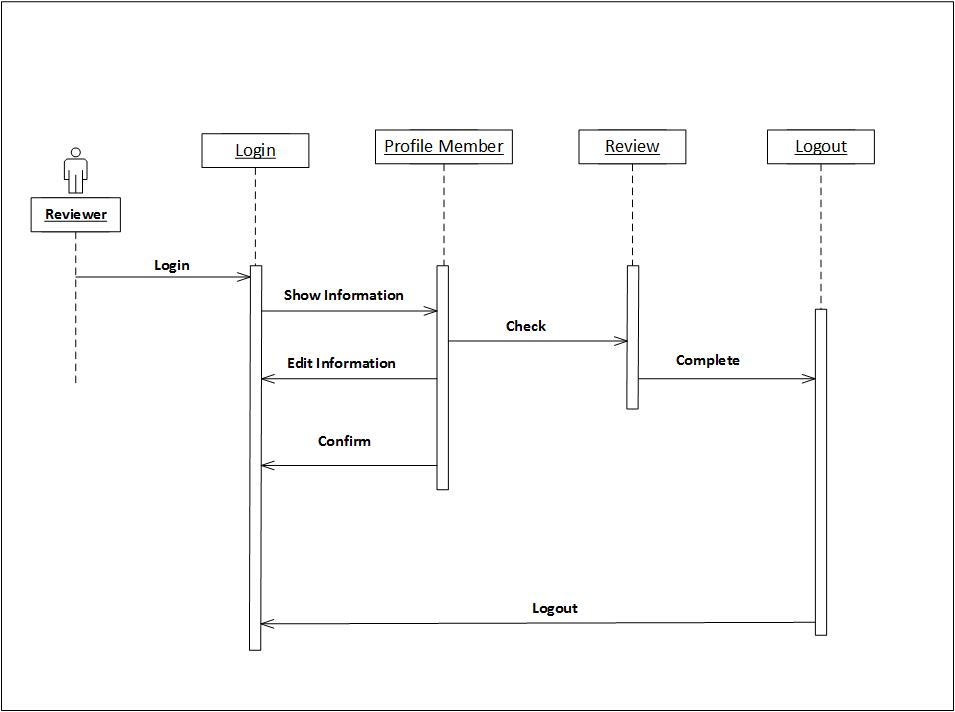 Login
Profile Member
Review
Logout
Reviewer
Login
Show Information
Check
Edit Information
Complete
Confirm
Logout